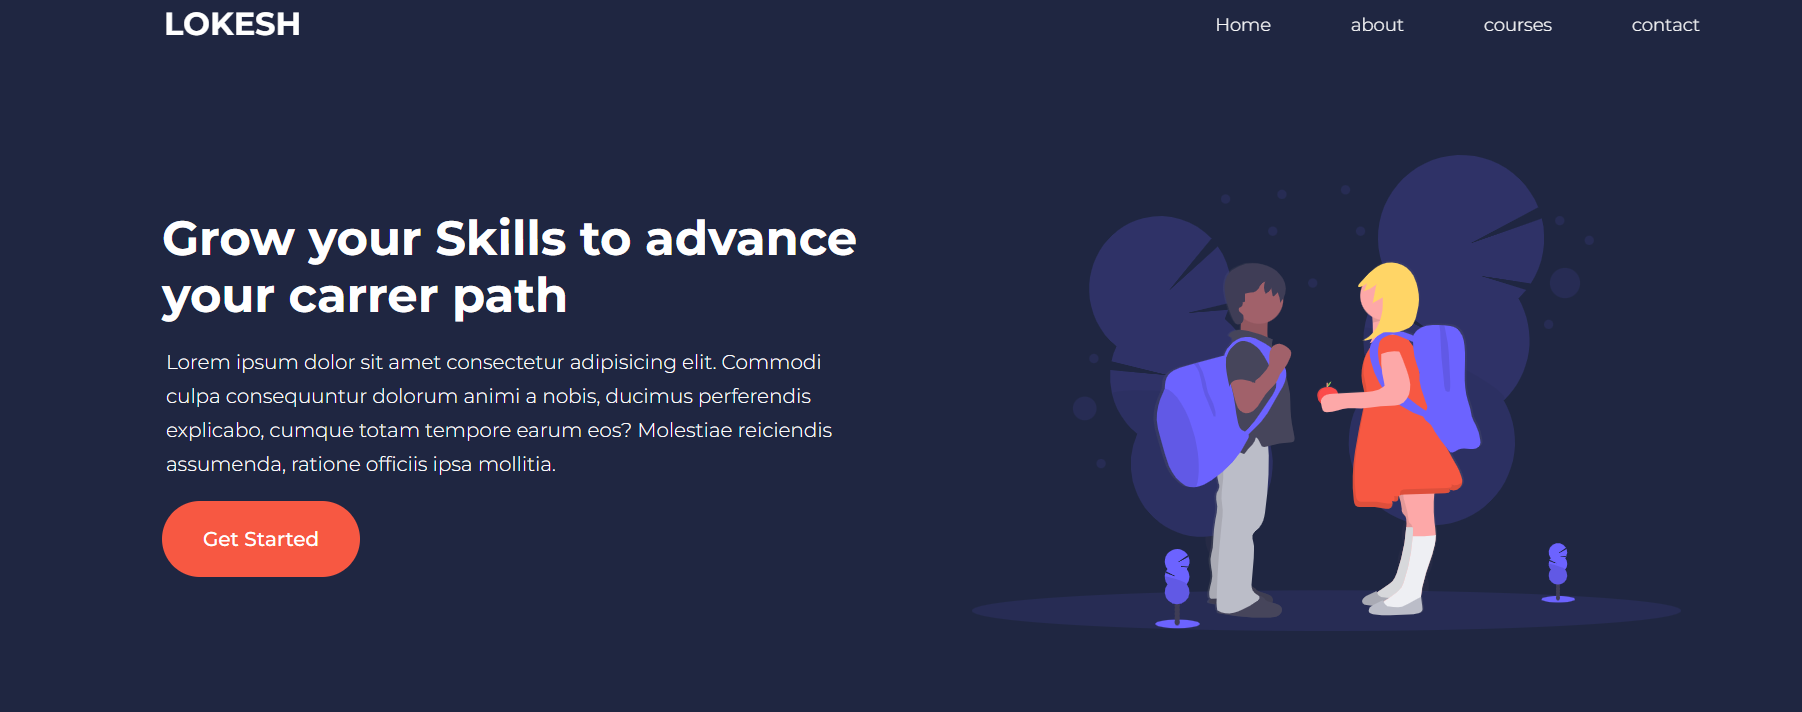 LOKESH
Home about courses contact
Grow your Skills to advance
your carrer path
Lorem ipsum dolor sit amet consectetur adipisicing elit. Commodi
culpa consequuntur dolorum animi a nobis, ducimus perferendis
explicabo, cumque totam tempore earum eos? Molestiae reiciendis
assumenda, ratione officiis ipsa mollitia.
Get Started